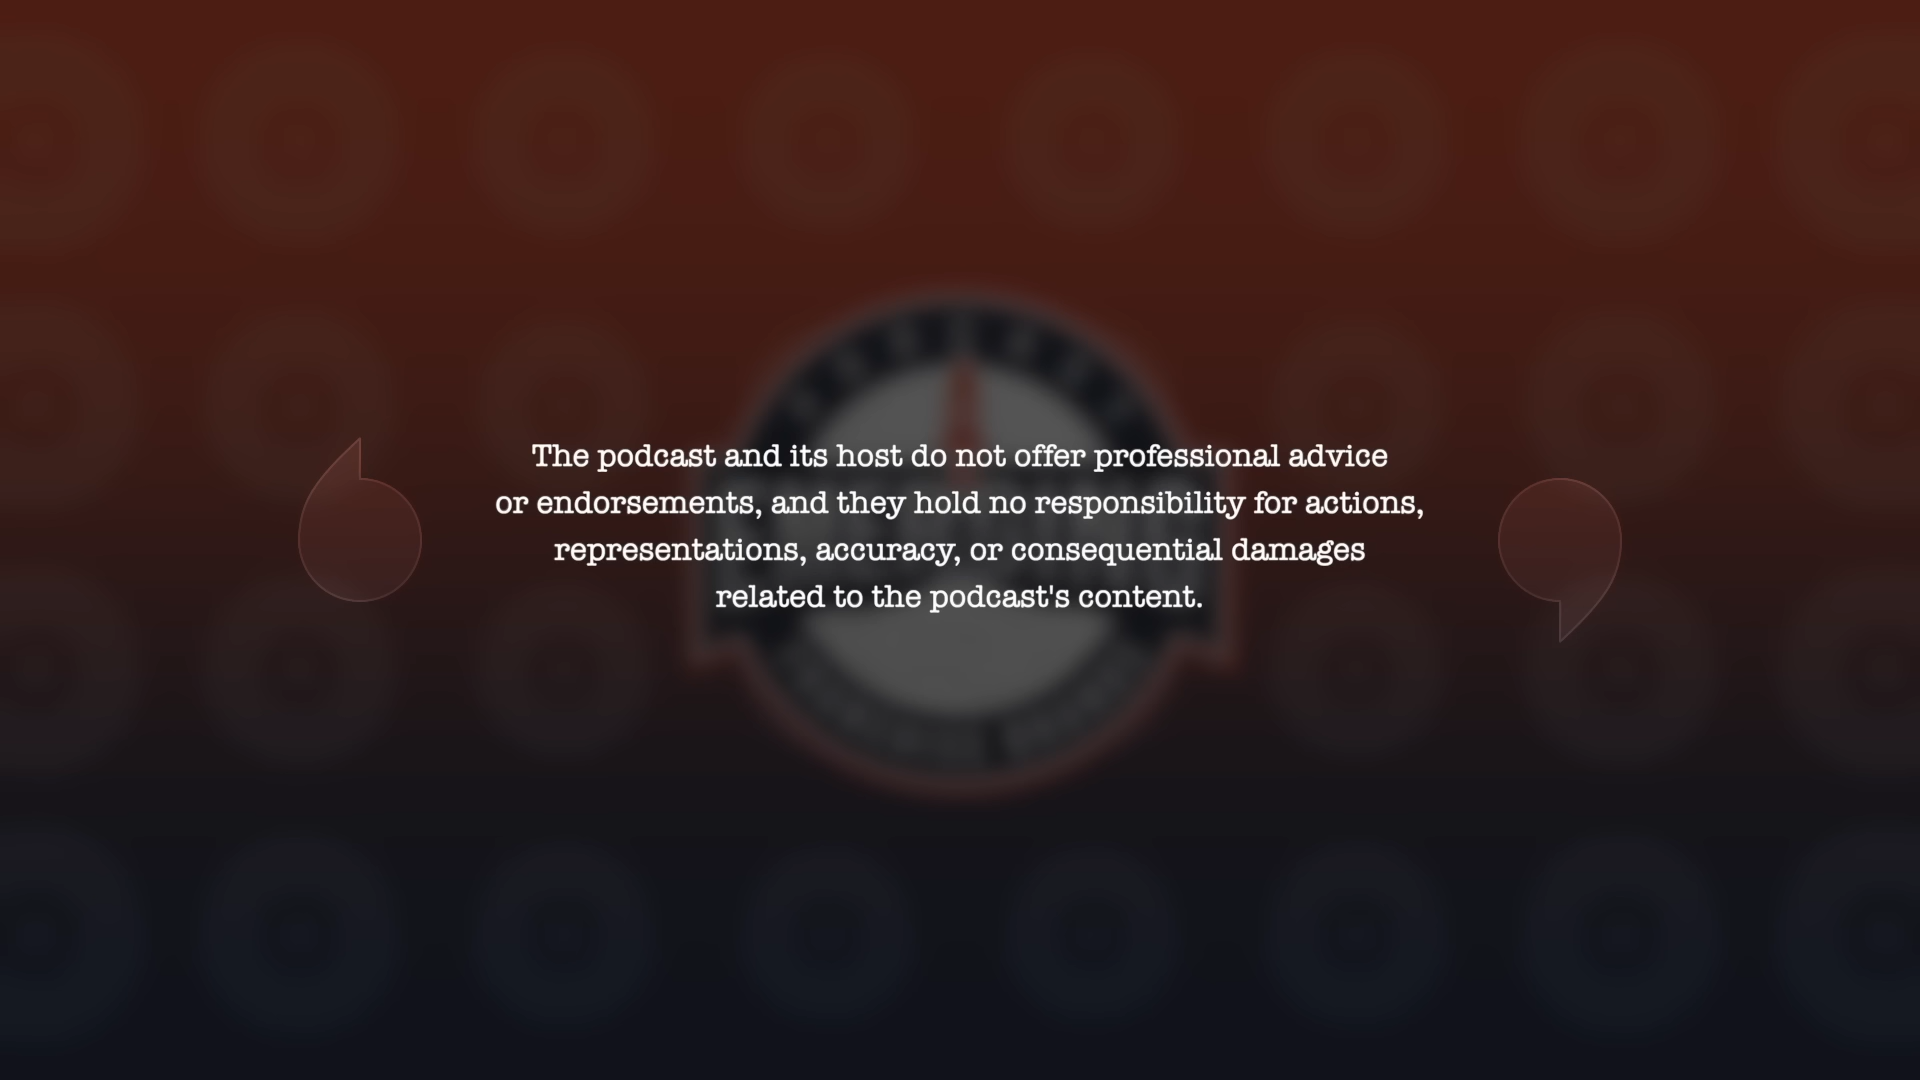 The podcast and its host do not offer professional advice
or endorsements, and they hold no responsibility for actions,
representations, accuracy, or consequential damages
related to the podcast's content.